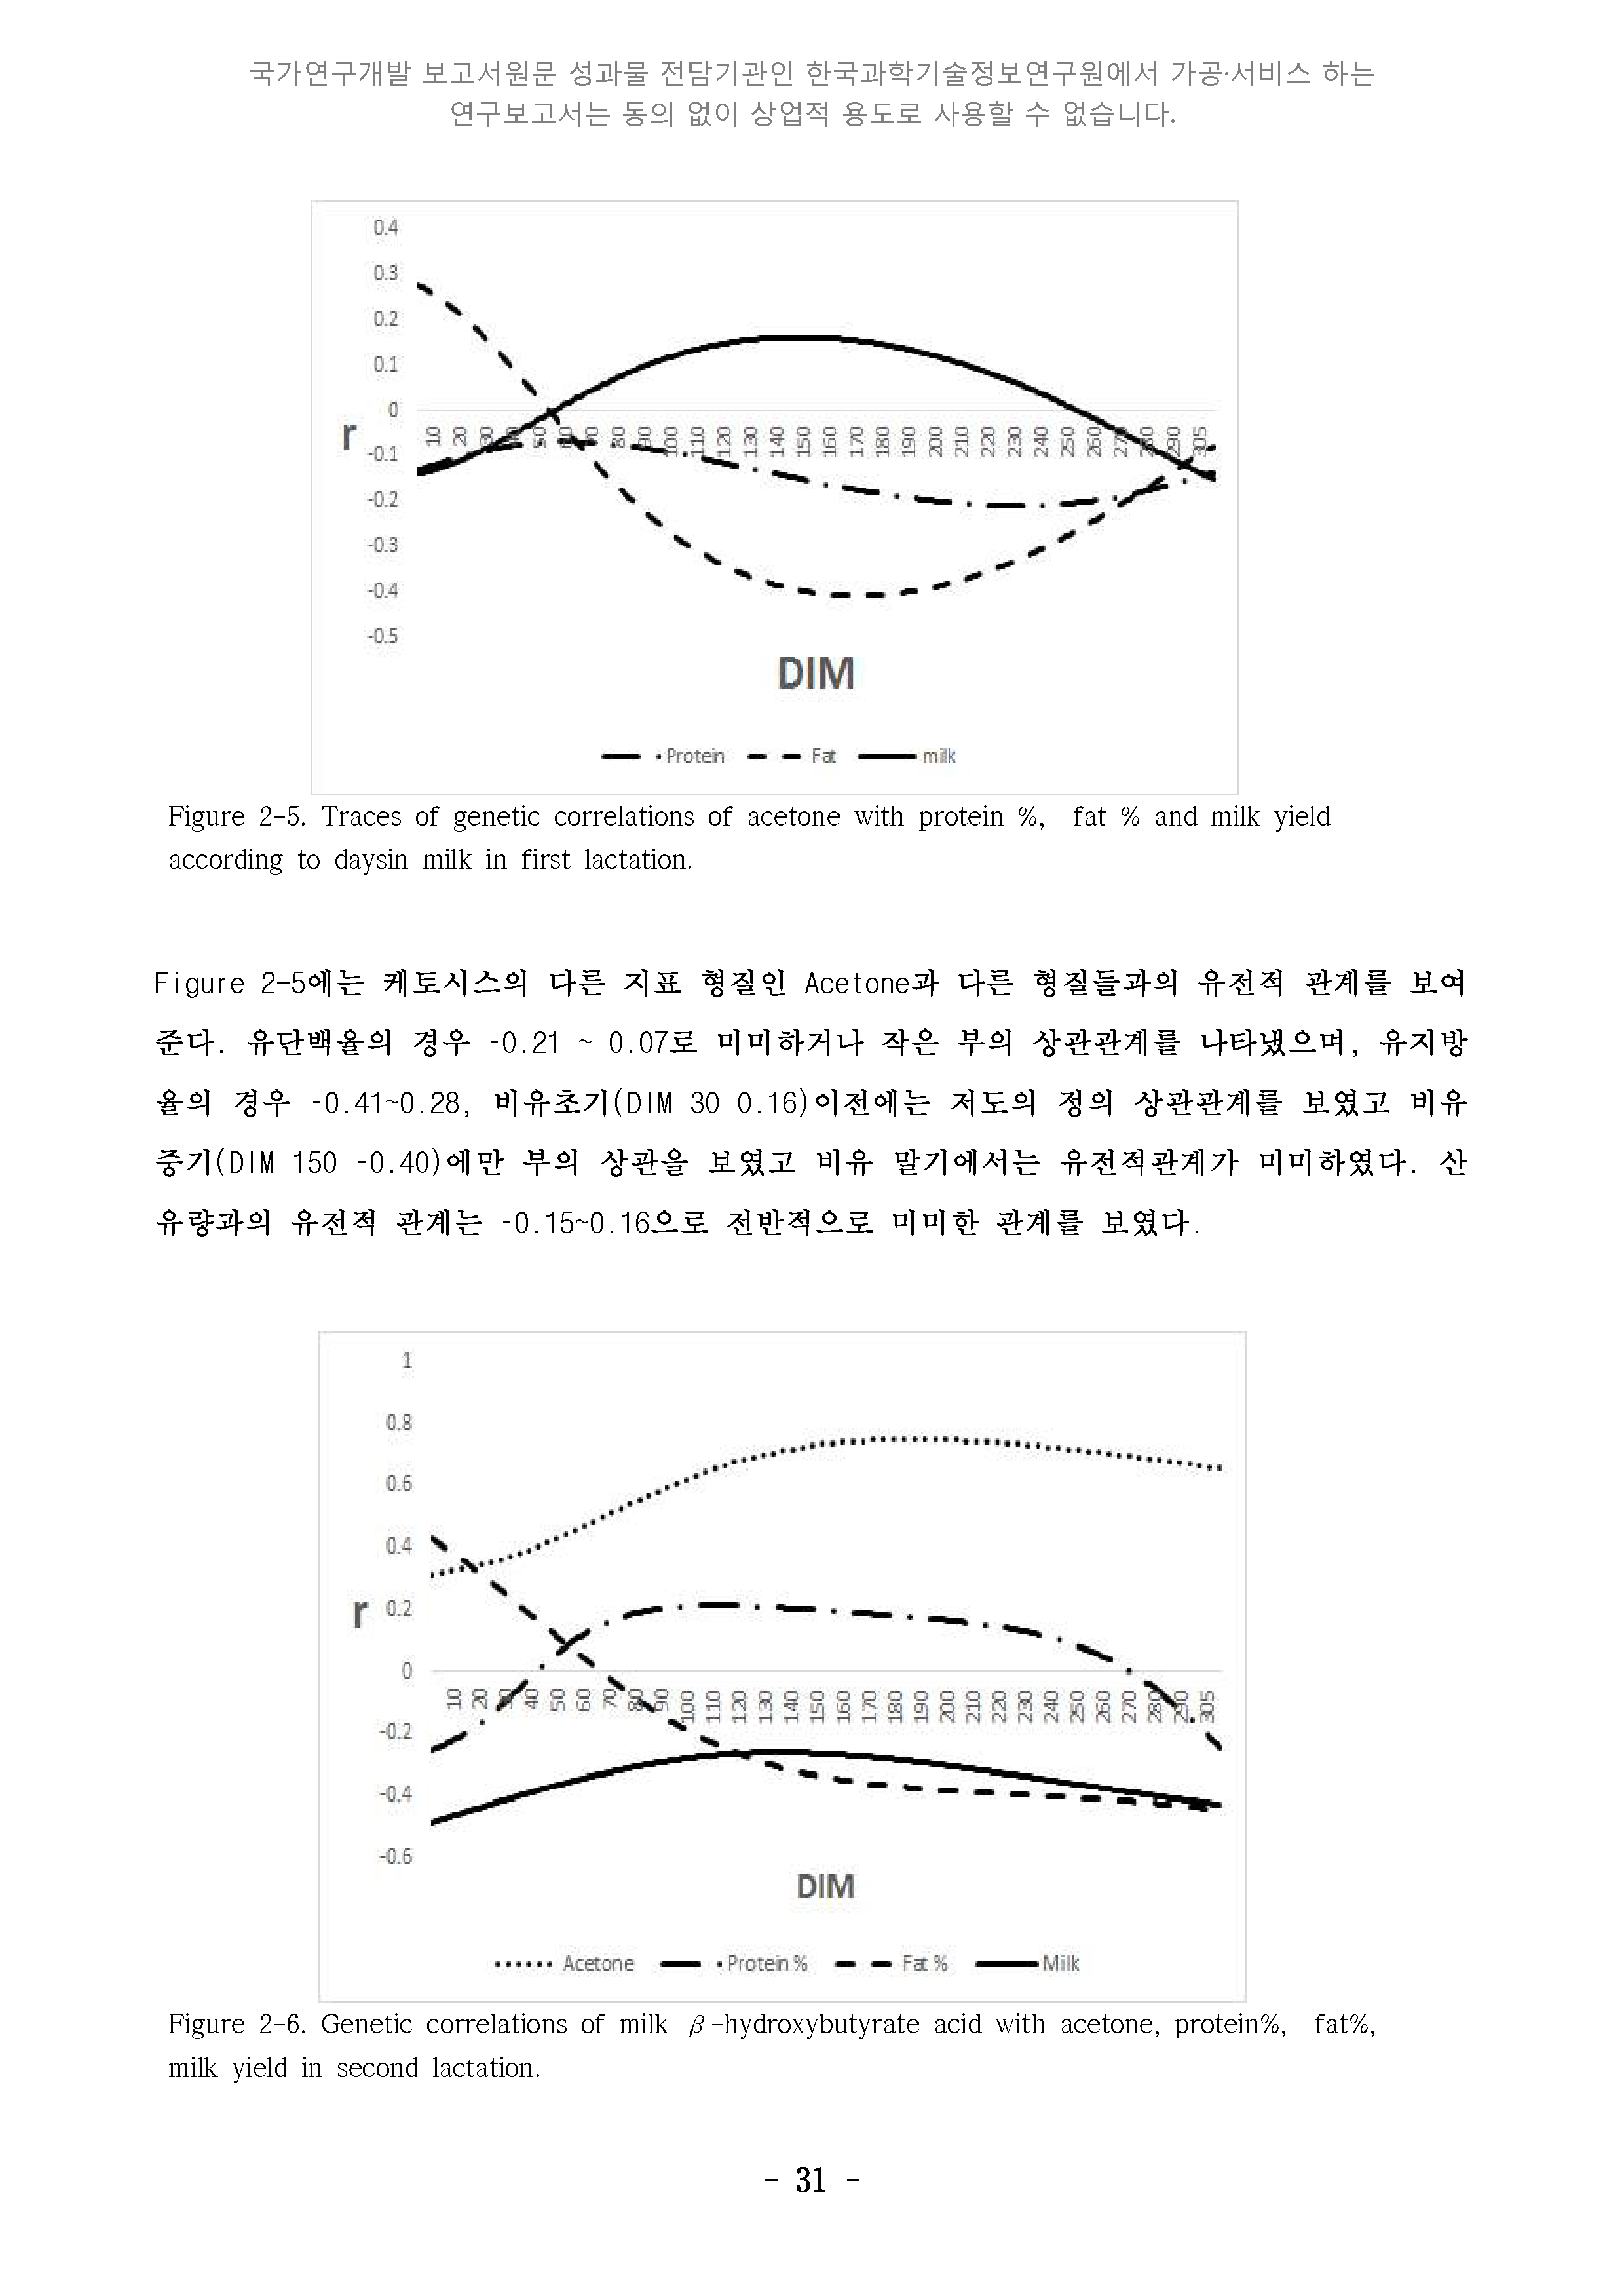 국가연구개발 보고서원문 성과물 전담기관인 한국과학기술정보연구원에서 가공·서비스 하는
연구보고서는 동의 없이 상업적 용도로 사용할 수 없습니다.
0.4
0.3
0.2
0.1
0
-0.1
-0.2
-0.3
-0.4
-0.5
r
10 20 30 40 50 60 70 80 90 100 110 120 130 140 150 160 170 180 190 200 210 220 230 240 250 260 270 280 290 305
DIM
Protein Fat milk
Figure 2-5. Traces of genetic correlations of acetone with protein %, fat % and milk yield
according to daysin milk in first lactation.
Figure 2-5에는 케토시스의 다른 지표 형질인 Acetone과 다른 형질들과의 유전적 관계를 보여
준다. 유단백율의 경우 -0.21 ~ 0.07로 미미하거나 작은 부의 상관관계를 나타냈으며, 유지방
율의 경우 -0.41~0.28, 비유초기(DIM 30 0.16)이전에는 저도의 정의 상관관계를 보였고 비유
중기(DIM 150 -0.40)에만 부의 상관을 보였고 비유 말기에서는 유전적관계가 미미하였다. 산
유량과의 유전적 관계는 -0.15~0.16으로 전반적으로 미미한 관계를 보였다.
1
0.8
0.6
0.4
0.2
0
-0.2
-0.4
-0.6
r
10 20 30 40 50 60 70 80 90 100 110 120 130 140 150 160 170 180 190 200 210 220 230 240 250 260 270 280 290 305
DIM
Acetone Protein % Fat % Milk
Figure 2-6. Genetic correlations of milk β-hydroxybutyrate acid with acetone, protein%, fat%,
milk yield in second lactation.
- 31 -